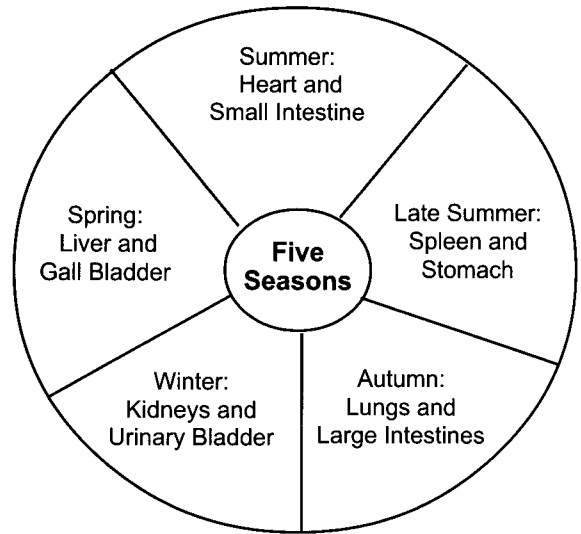 Summer:
Heart and
Small Intestine
Late Summer:
Spleen and
Stomach
Autumn:
Lungs and
Large Intestines
Winter:
Kidneys and
Urinary Bladder
Spring:
Liver and
Gall Bladder
Five
Seasons